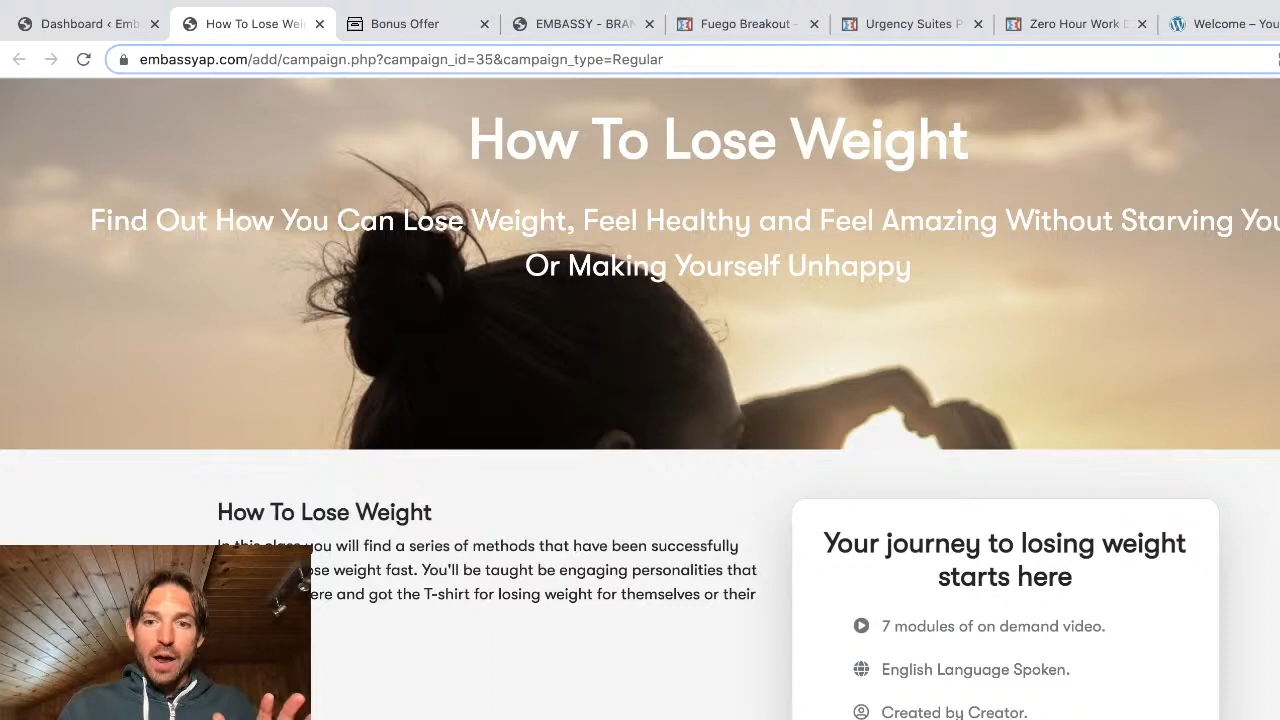 Dashboard ‹ Emb
How To Lose Wei
Bonus Offer
EMBASSY - BRAN
Fuego Breakout -
Urgency Suites P
Zero Hour Work D
Welcome – You
embassyap.com/add/campaign.php?campaign_id=35&campaign_type=Regular
How To Lose Weight
Find Out How You Can Lose Weight, Feel Healthy and Feel Amazing Without Starving You
Or Making Yourself Unhappy
How To Lose Weight
In this class you will find a series of methods that have been successfully
ose weight fast. You'll be taught be engaging personalities that
ere and got the T-shirt for losing weight for themselves or their
Your journey to losing weight
starts here
7 modules of on demand video.
English Language Spoken.
Created by Creator.